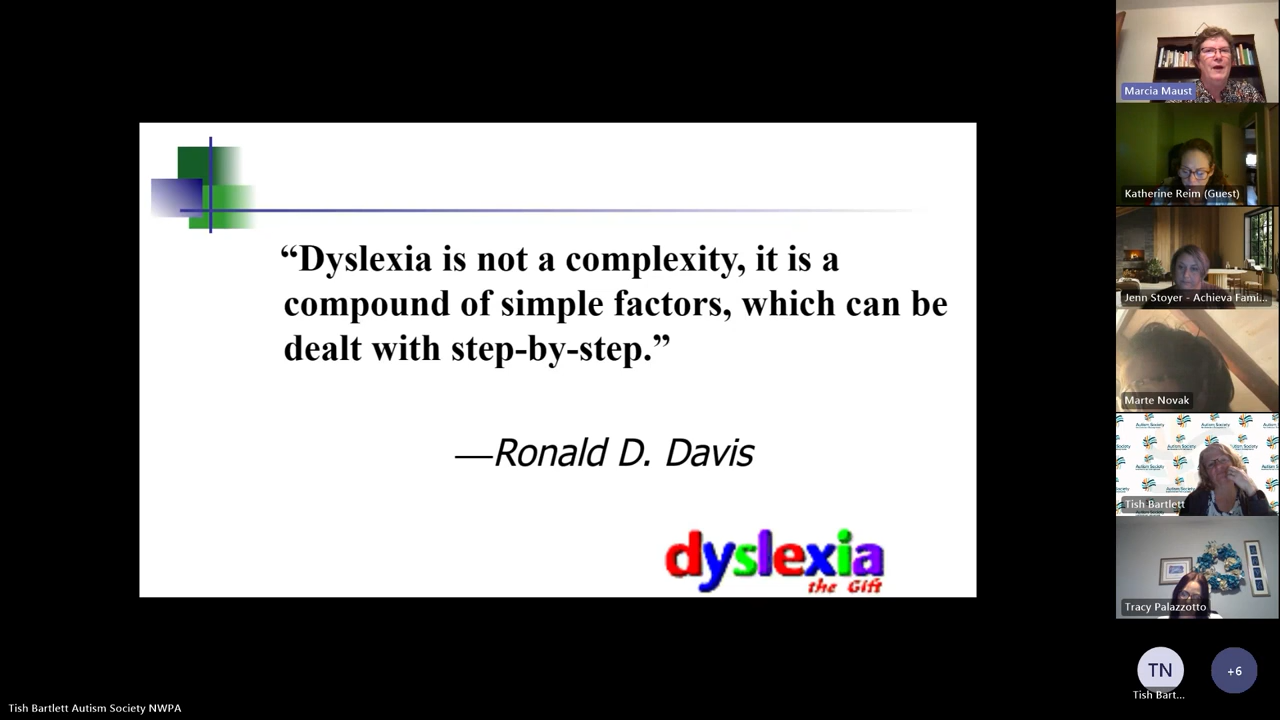 “Dyslexia is not a complexity, it is a
compound of simple factors, which can be
dealt with step-by-step.”
—Ronald D. Davis
dyslexia
the Gift
Marcia Maust
Katherine Reim (Guest)
Jenn Stoyer - Achieva Fami...
Marte Novak
Autism Society
Tish Bartlett
Tracy Palazzotto
TN
+6
Tish Bart...
Tish Bartlett Autism Society NWPA